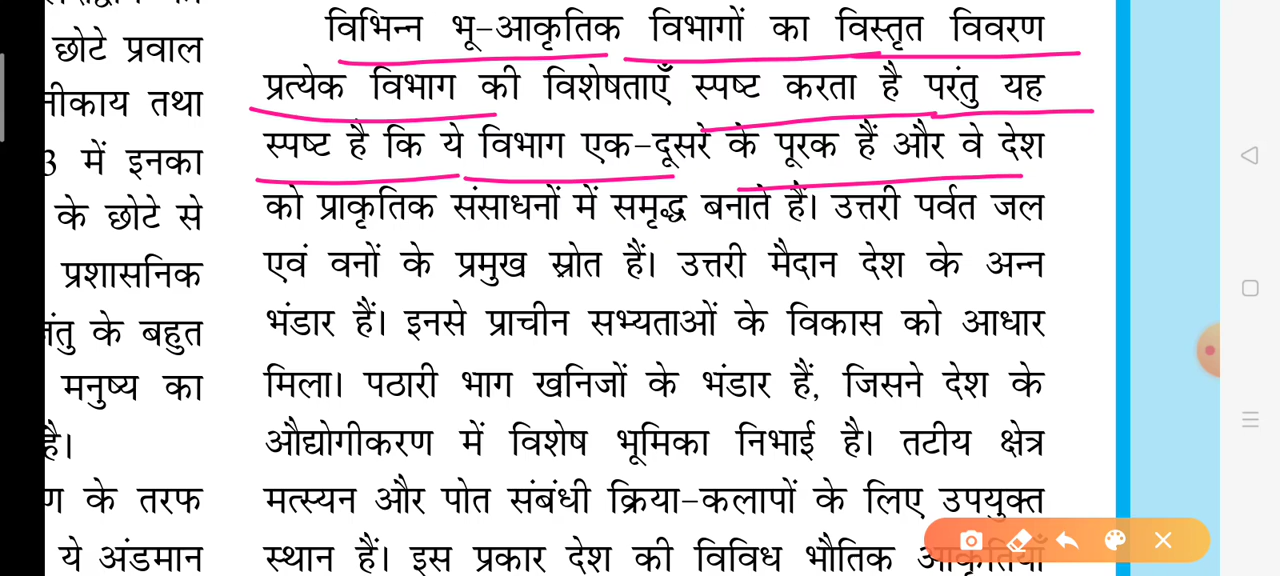 छोटे प्रवाल
तथा
में इनका
के छोटे से
प्रशासनिक
के बहुत
मनुष्य का
है।
के तरफ
ये अंडमान
विभिन्न भू-आकृतिक विभागों का विस्तृत विवरण
प्रत्येक विभाग की विशेषताएँ स्पष्ट करता है परंतु यह
स्पष्ट है कि ये विभाग एक-दूसरे के पूरक हैं और वे देश
को प्राकृतिक संसाधनों में समृद्ध बनाते हैं। उत्तरी पर्वत जल
एवं वनों के प्रमुख स्रोत हैं। उत्तरी मैदान देश के अन्न
भंडार हैं। इनसे प्राचीन सभ्यताओं के विकास को आधार
मिला। पठारी भाग खनिजों के भंडार हैं, जिसने देश के
औद्योगीकरण में विशेष भूमिका निभाई है। तटीय क्षेत्र
मत्स्यन और पोत संबंधी क्रिया-कलापों के लिए उपयुक्त
स्थान हैं। इस प्रकार देश की विविध भौतिक आकृतियाँ